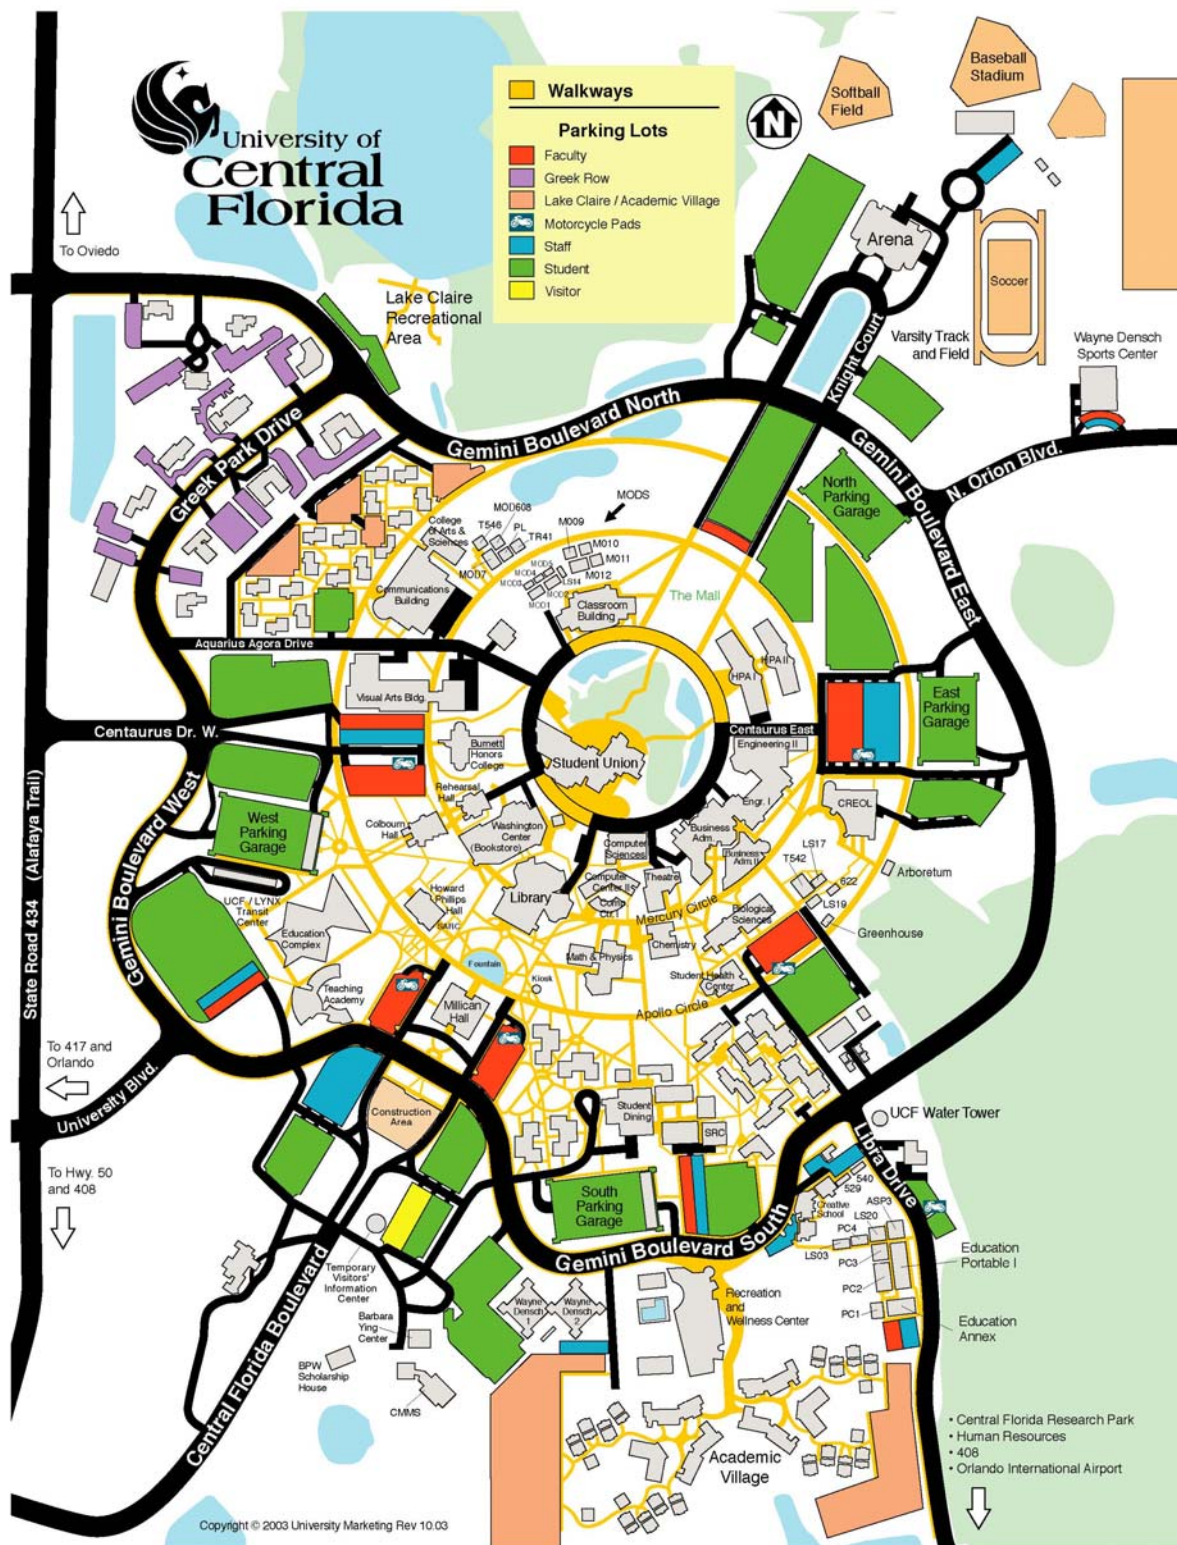 University of
Central
Florida
Walkways
Parking Lots
Faculty
Greek Row
Lake Claire / Academic Village
Motorcycle Pads
Staff
Student
Visitor
N
Softball
Field
Baseball
Stadium
To Oviedo
Lake Claire
Recreational
Area
Arena
Soccer
Varsity Track
and Field
Wayne Densch
Sports Center
Knight Court
Gemini Boulevard North
Greek Park Drive
Gemini Boulevard East
N. Orion Blvd.
North
Parking
Garage
MODS
MOD608
T546
PL
TR41
M009
M010
M011
M012
College
of Arts &
Sciences
MOD7
MOD5
MOD4
MOD3
LS14
MOD2
MOD1
Communications
Building
Classroom
Building
The Mall
Aquarius Agora Drive
HPA I
HPA II
Visual Arts Bldg.
East
Parking
Garage
Centaurus Dr. W.
Centaurus East
Engineering II
Burnett
Honors
College
Student Union
Rehearsal
Hall
Engr. I
CREOL
West
Parking
Garage
Colbourn
Hall
Washington
Center
(Bookstore)
Business
Adm.
Computer
Sciences
Business
Adm. II
LS17
T542
622
LS19
Arboretum
Gemini Boulevard West
State Road 434 (Alafaya Trail)
Howard
Phillips
Hall
Library
Computer
Center II
Theatre
Comp
Ctr. I
Mercury Circle
Biological
Sciences
Greenhouse
UCF / LYNX
Transit
Center
Education
Complex
SARC
Chemistry
Fountain
Math & Physics
Kiosk
Student Health
Center
Teaching
Academy
Millican
Hall
Apollo Circle
To 417 and
Orlando
University Blvd.
Construction
Area
Student
Dining
SRC
UCF Water Tower
Libra Drive
To Hwy. 50
and 408
South
Parking
Garage
Gemini Boulevard South
540
529
Creative
School
ASP3
LS20
PC4
LS03
PC3
PC2
PC1
Education
Portable I
Education
Annex
Temporary
Visitors'
Information
Center
Barbara
Ying
Center
Wayne
Densch
1
Wayne
Densch
2
Recreation
and
Wellness Center
BPW
Scholarship
House
CMMS
Central Florida Boulevard
Academic
Village
• Central Florida Research Park
• Human Resources
• 408
• Orlando International Airport
Copyright © 2003 University Marketing Rev 10.03